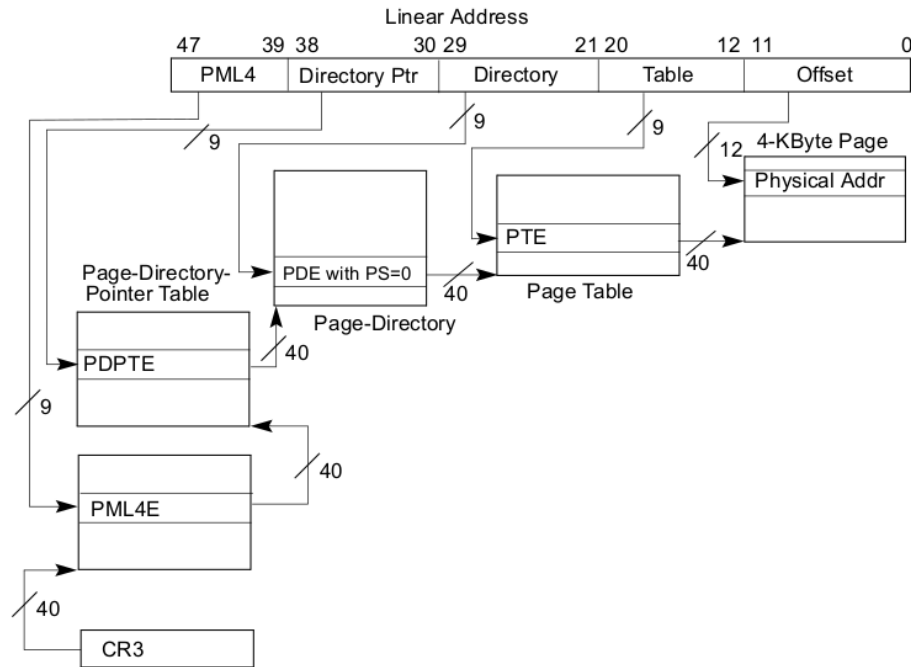 Linear Address
47 39 38 30 29 21 20 12 11 0
PML4 Directory Ptr Directory Table Offset
9 9 9
12 4-KByte Page
Physical Addr
PTE
PDE with PS=0
40 40
Page-Directory-
Pointer Table
Page Table
Page-Directory
40
PDPTE
9
40
PML4E
40
CR3